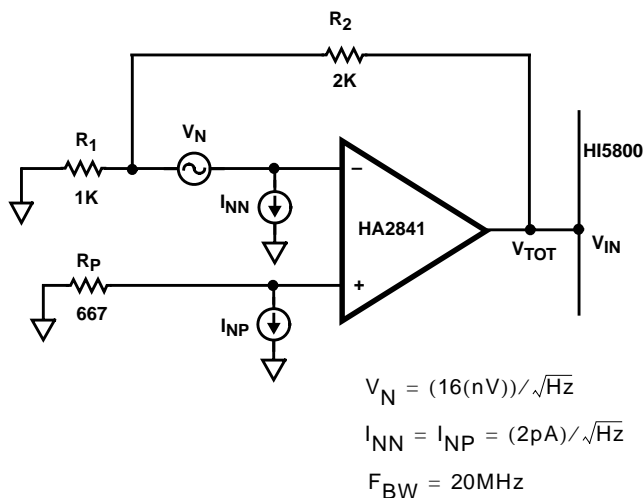 R2
2K
R1
1K
VN
INN
−
HA2841
+
RP
667
INP
VTOT
HI5800
VIN
VN = (16(nV))/√Hz
INN = INP = (2pA)/√Hz
FBW = 20MHz